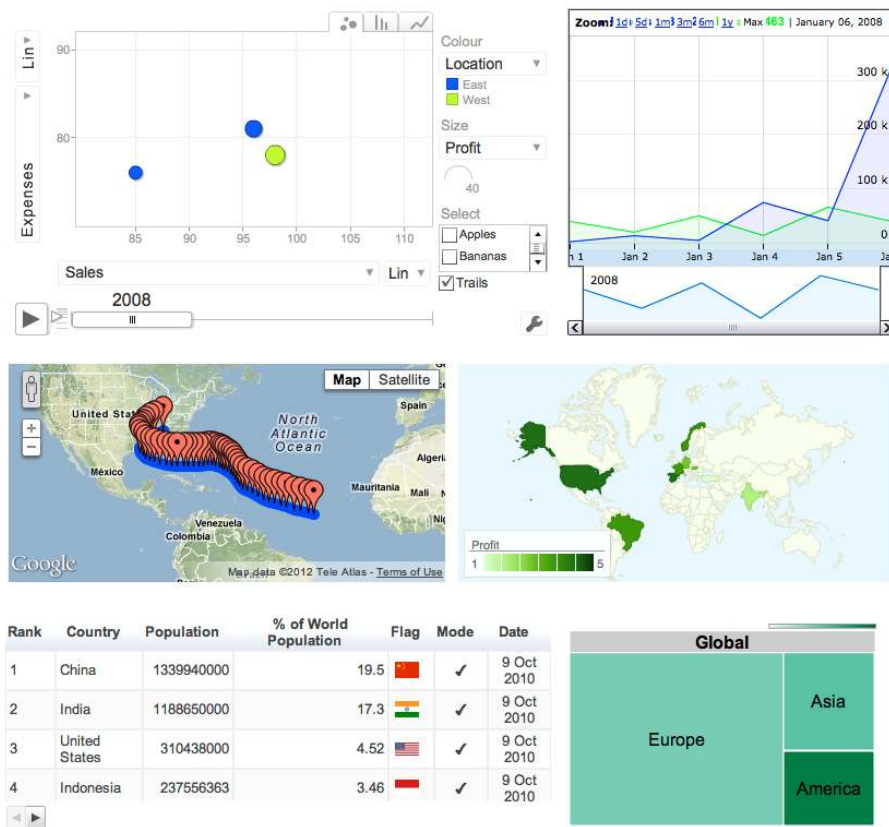 Lin
Expenses
90
80
85
90
95
100
105
110
Colour
Location
East
West
Size
Profit
40
Select
Apples
Bananas
Trails
Sales
Lin
2008
Zoom: 1d 5d 1m 3m 6m 1y Max 463 | January 06, 2008
300 k
200 k
100 k
0
n 1
Jan 2
Jan 3
Jan 4
Jan 5
Ja
2008
Map
Satellite
United Stat
North
Atlantic
Ocean
Spain
México
Algeri
Mauritania
Mali
Venezuela
Colombia
Google
Map data ©2012 Tele Atlas - Terms of Use
Profit
1
5
Rank Country Population % of World Population Flag Mode Date
1 China 1339940000 19.5 ✓ 9 Oct 2010
2 India 1188650000 17.3 ✓ 9 Oct 2010
3 United States 310438000 4.52 ✓ 9 Oct 2010
4 Indonesia 237556363 3.46 ✓ 9 Oct 2010
Global
Europe
Asia
America